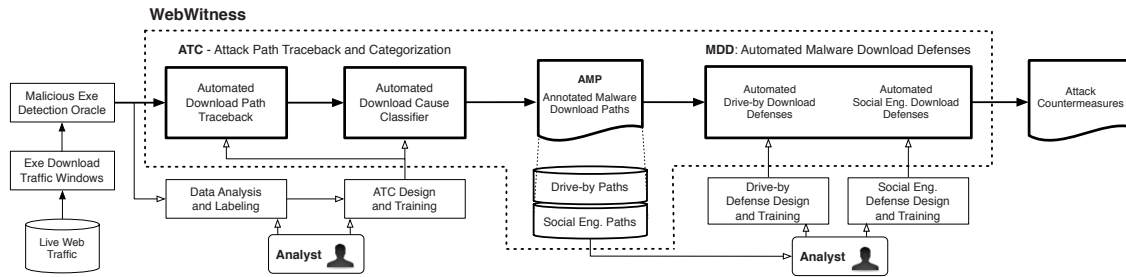 WebWitness
ATC - Attack Path Traceback and Categorization
MDD: Automated Malware Download Defenses
Malicious Exe
Detection Oracle
Automated
Download Path
Traceback
Automated
Download Cause
Classifier
AMP
Annotated Malware
Download Paths
Automated
Drive-by Download
Defenses
Automated
Social Eng. Download
Defenses
Attack
Countermeasures
Exe Download
Traffic Windows
Data Analysis
and Labeling
ATC Design
and Training
Drive-by Paths
Social Eng. Paths
Drive-by
Defense Design
and Training
Social Eng.
Defense Design
and Training
Live Web
Traffic
Analyst
Analyst